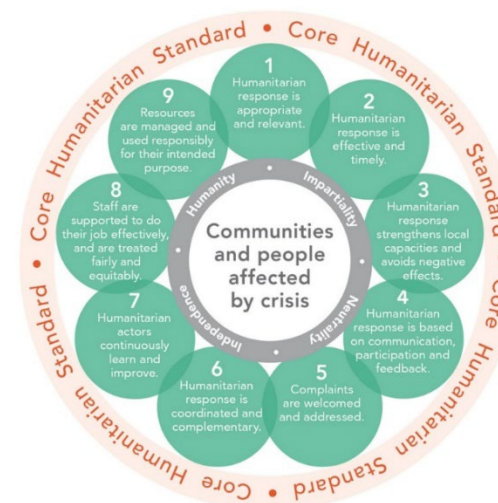 Core Humanitarian Standard • Core Humanitarian Standard • Core Humanitarian Standard • Core Humanitarian Standard • Core Humanitarian Standard •
1
Humanitarian
response is
appropriate
and relevant.
2
Humanitarian
response is
effective and
timely.
3
Humanitarian
response
strengthens local
capacities and
avoids negative
effects.
4
Humanitarian
response is based
on communication,
participation and
feedback.
5
Complaints
are welcomed
and addressed.
6
Humanitarian
response is
coordinated and
complementary.
7
Humanitarian
actors
continuously
learn and
improve.
8
Staff are
supported to do
their job effectively,
and are treated
fairly and
equitably.
9
Resources
are managed and
used responsibly
for their intended
purpose.
Humanity • Impartiality • Neutrality • Independence •
Communities
and people
affected
by crisis